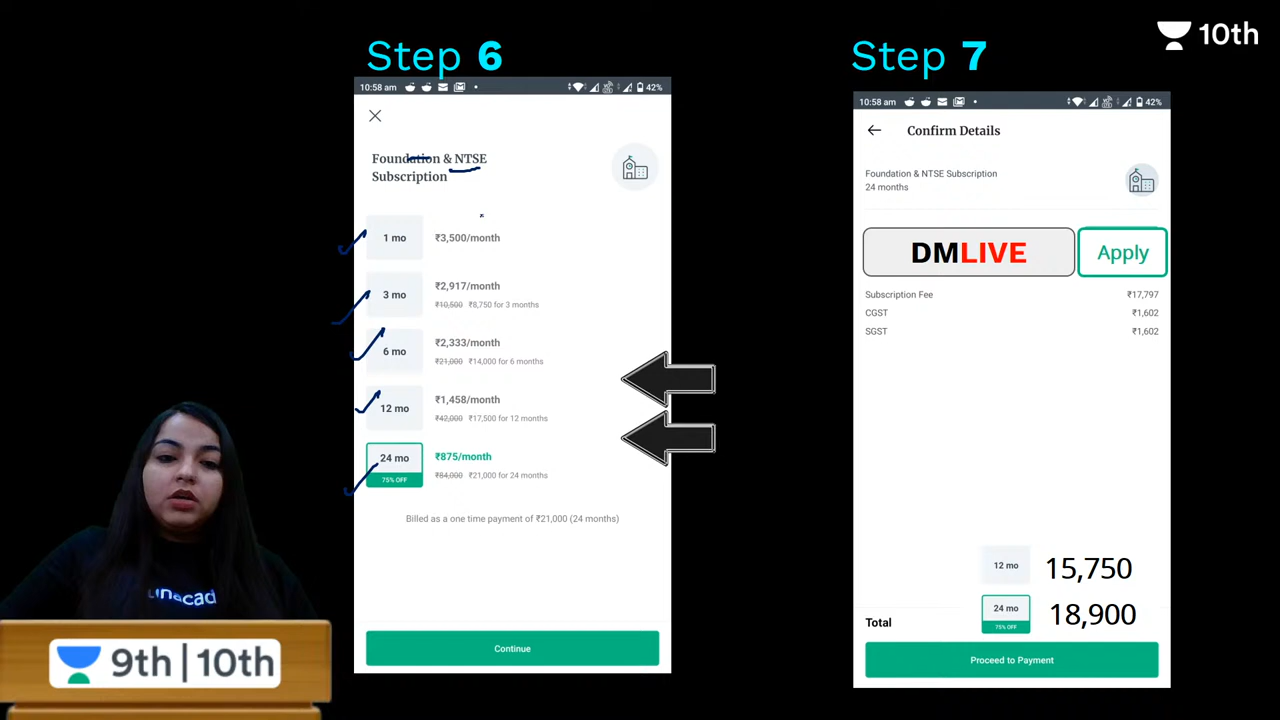 Step 6
10:58 am
42%
Foundation & NTSE
Subscription
1 mo
₹3,500/month
3 mo
₹2,917/month
₹10,500 ₹8,750 for 3 months
6 mo
₹2,333/month
₹21,000 ₹14,000 for 6 months
12 mo
₹1,458/month
₹42,000 ₹17,500 for 12 months
24 mo
75% OFF
₹875/month
₹84,000 ₹21,000 for 24 months
Billed as a one time payment of ₹21,000 (24 months)
Continue
Step 7
10:58 am
42%
Confirm Details
Foundation & NTSE Subscription
24 months
DMLIVE
Apply
Subscription Fee ₹17,797
CGST ₹1,602
SGST ₹1,602
12 mo 15,750
Total
24 mo 18,900
75% OFF
Proceed to Payment
10th
unacad
9th|10th